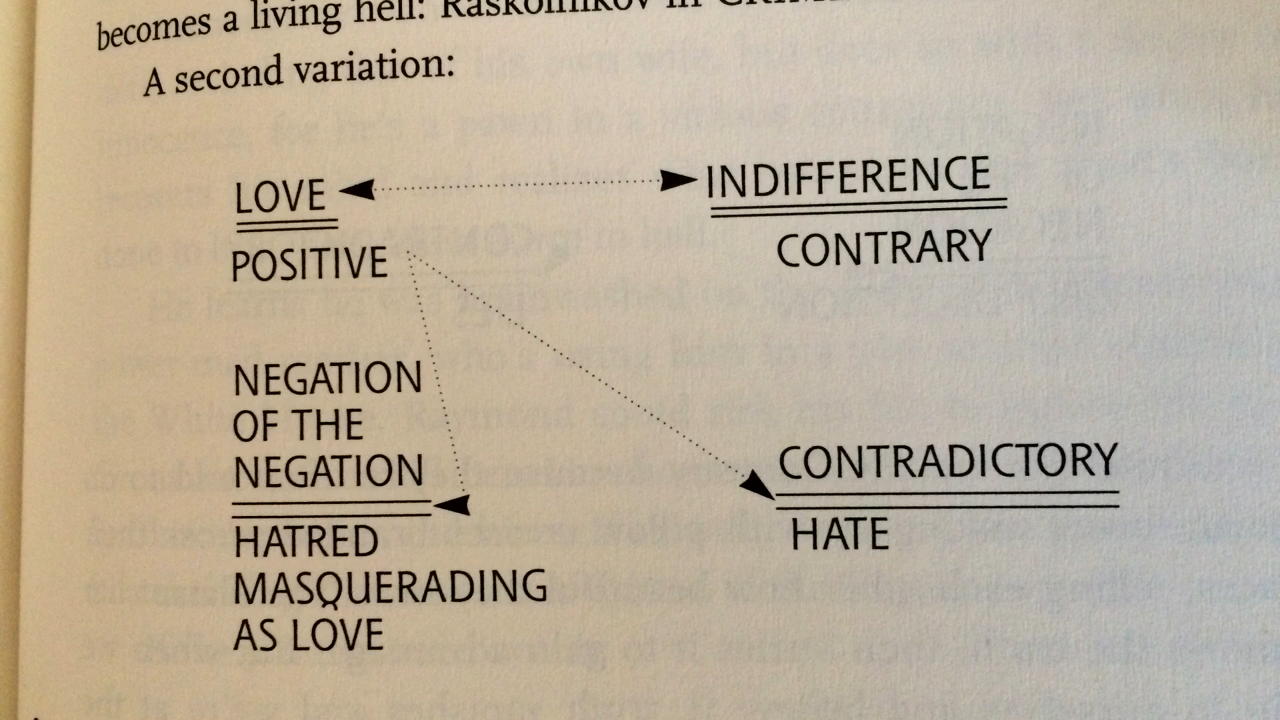 becomes a living hell: Raskolnikov in
A second variation:
LOVE INDIFFERENCE
POSITIVE CONTRARY
NEGATION
OF THE
NEGATION CONTRADICTORY
HATRED HATE
MASQUERADING
AS LOVE